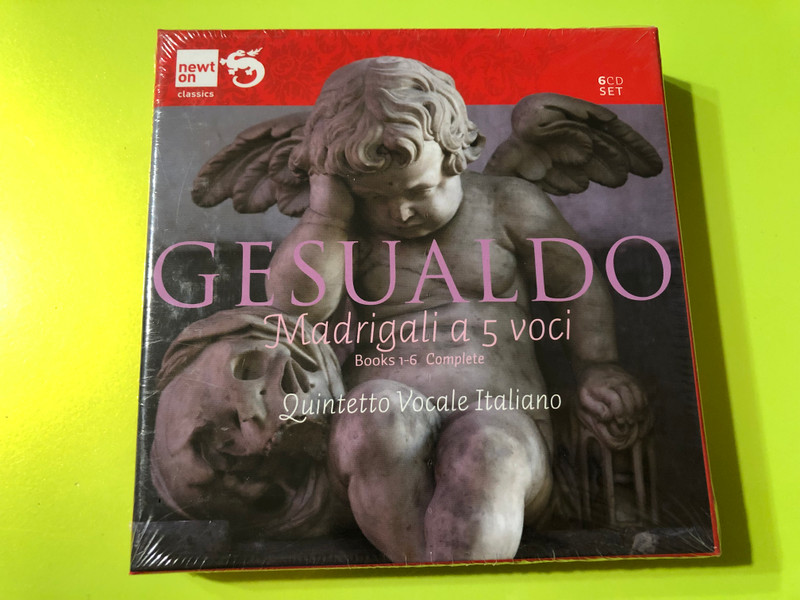 newt
on
classics
6CD
SET
GESUALDO
Madrigali a 5 voci
Books 1-6 Complete
Quintetto Vocale Italiano